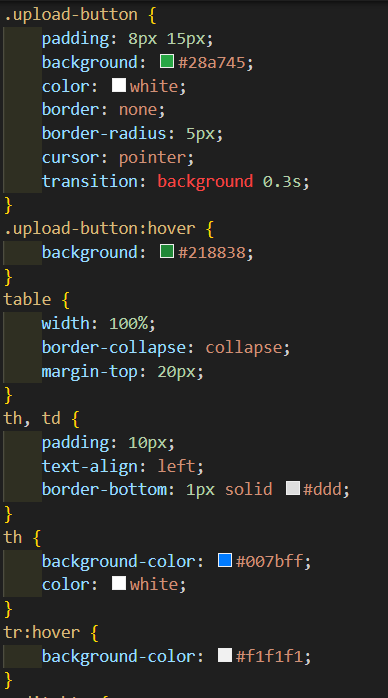 .upload-button {
    padding: 8px 15px;
    background: #28a745;
    color: white;
    border: none;
    border-radius: 5px;
    cursor: pointer;
    transition: background 0.3s;
}
.upload-button:hover {
    background: #218838;
}
table {
    width: 100%;
    border-collapse: collapse;
    margin-top: 20px;
}
th, td {
    padding: 10px;
    text-align: left;
    border-bottom: 1px solid #ddd;
}
th {
    background-color: #007bff;
    color: white;
}
tr:hover {
    background-color: #f1f1f1;
}